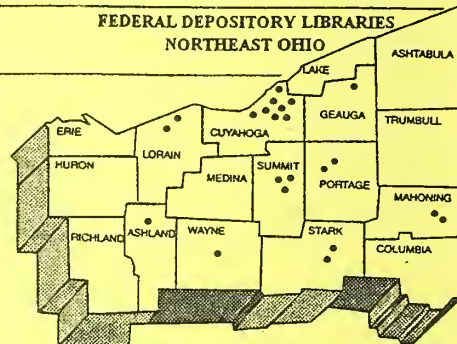 FEDERAL DEPOSITORY LIBRARIES
NORTHEAST OHIO
ASHTABULA
LAKE
GEAUGA
ERIE
CUYAHOGA
TRUMBULL
LORAIN
HURON
MEDINA
SUMMIT
PORTAGE
MAHONING
RICHLAND
ASHLAND
WAYNE
STARK
COLUMBIA